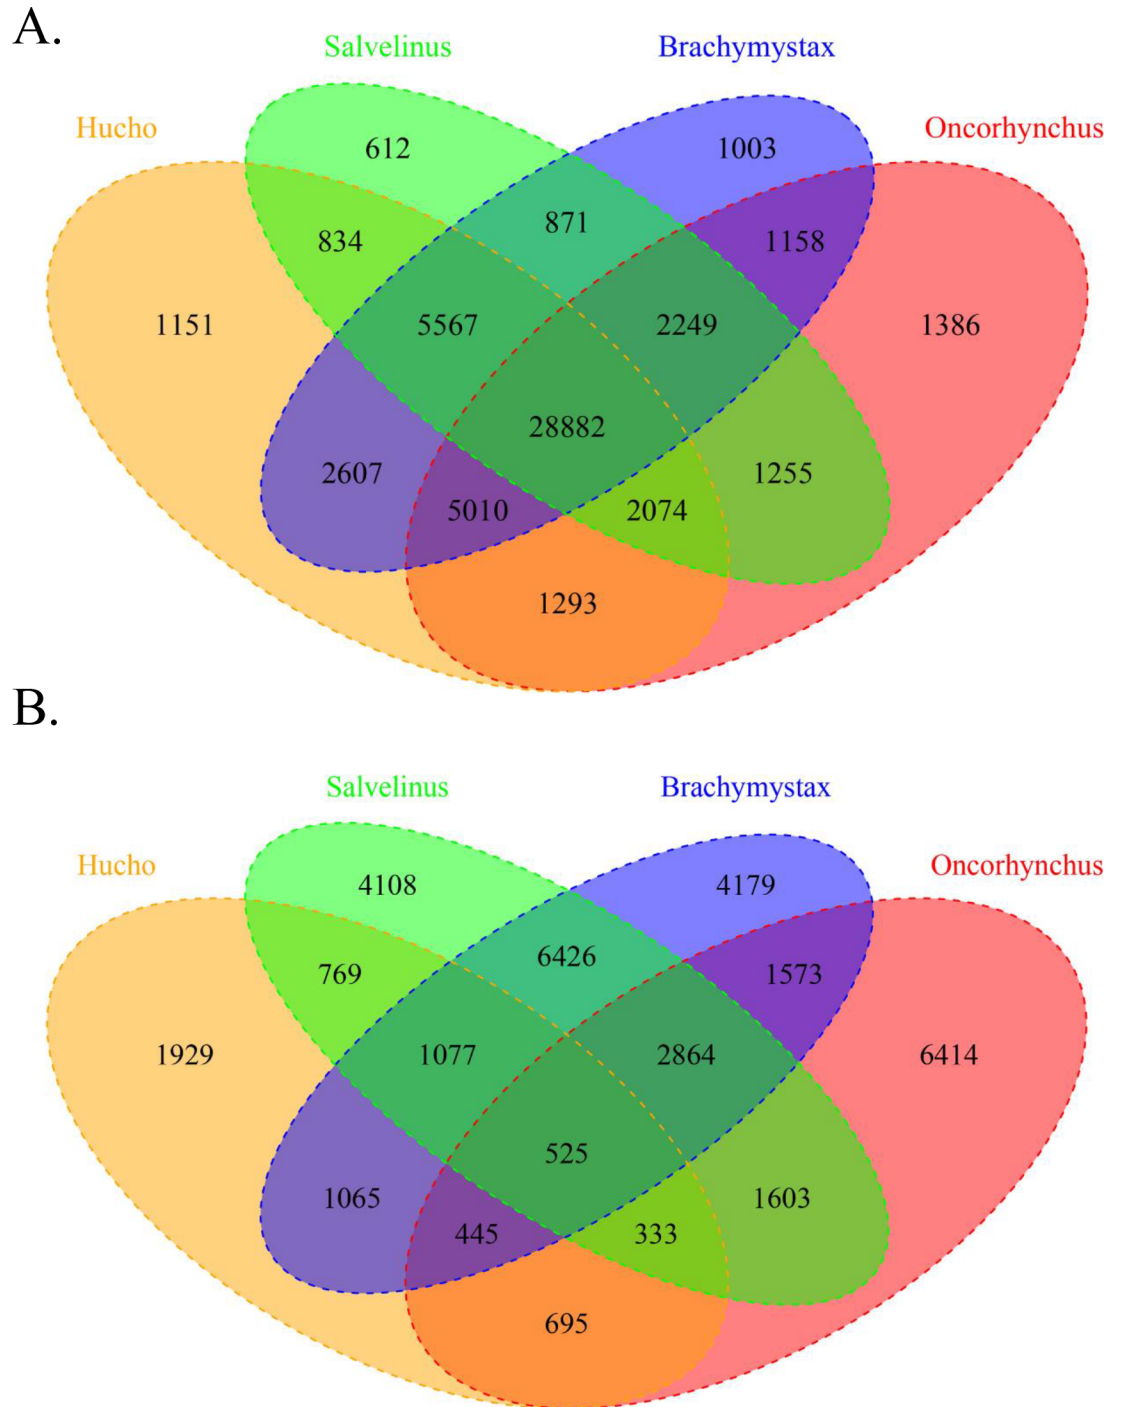 A.
Salvelinus Brachymystax
Hucho Oncorhynchus
612 1003
871
834 1158
1151 5567 2249 1386
28882
2607 1255
5010 2074
1293
B.
Salvelinus Brachymystax
Hucho Oncorhynchus
4108 4179
6426
769 1573
1929 1077 2864 6414
525
1065 1603
445 333
695